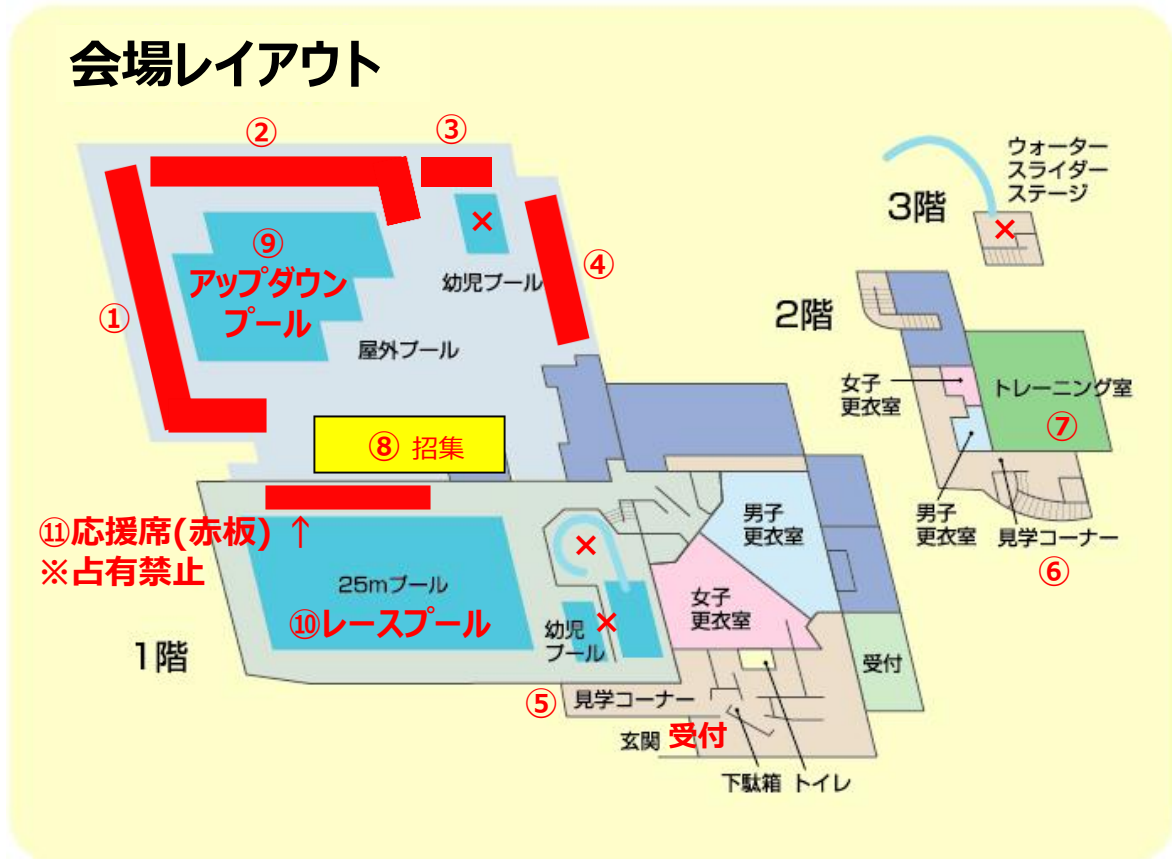 会場レイアウト
②
③
ウォーター
スライダー
ステージ
3階
×
×
⑨
アップダウン
プール
幼児プール
④
①
屋外プール
2階
女子
更衣室
トレーニング室
⑦
⑧ 招集
男子
更衣室
見学コーナー
⑥
⑪応援席(赤板) ↑
※占有禁止
男子
更衣室
×
25mプール
⑩レースプール
女子
更衣室
幼児
プール
×
1階
受付
⑤
見学コーナー
玄関 受付
下駄箱 トイレ